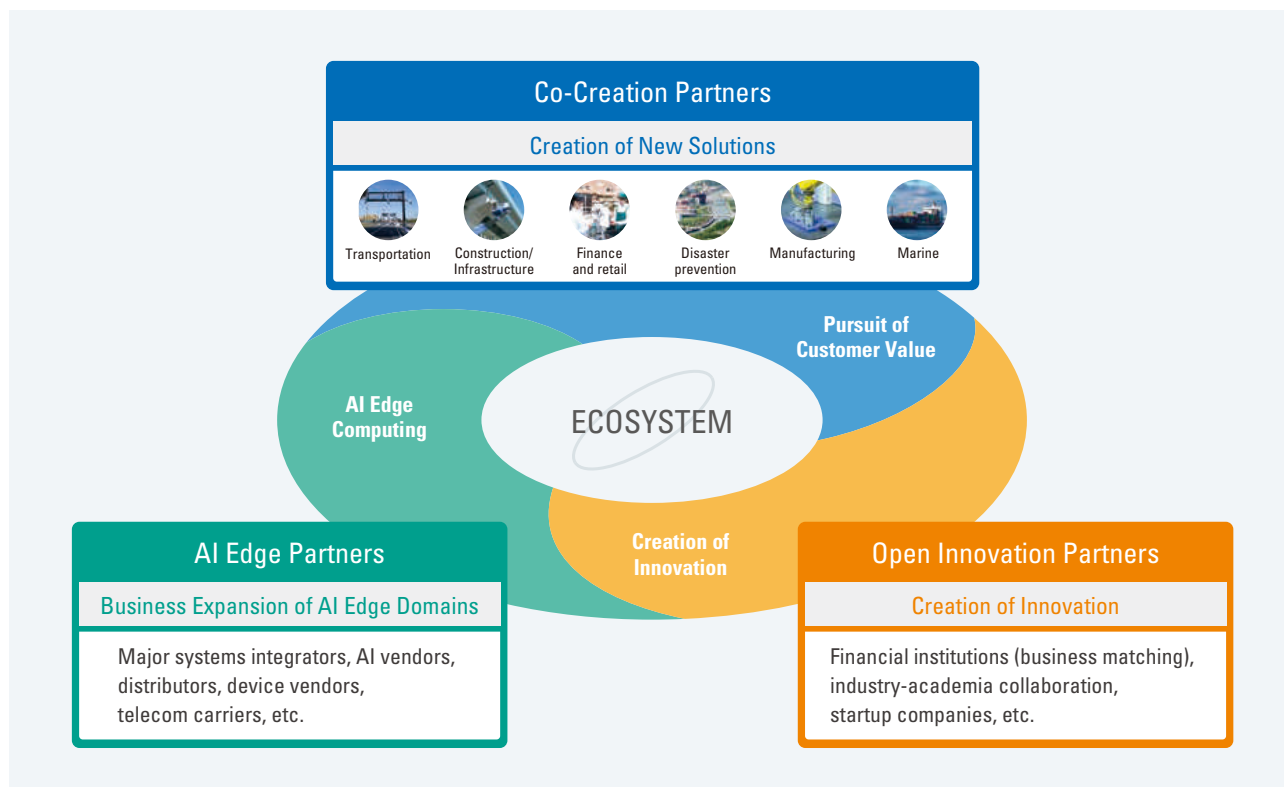 Co-Creation Partners
Creation of New Solutions
Transportation
Construction/
Infrastructure
Finance
and retail
Disaster
prevention
Manufacturing
Marine
Pursuit of
Customer Value
AI Edge
Computing
ECOSYSTEM
Creation of
Innovation
AI Edge Partners
Business Expansion of AI Edge Domains
Major systems integrators, AI vendors,
distributors, device vendors,
telecom carriers, etc.
Open Innovation Partners
Creation of Innovation
Financial institutions (business matching),
industry-academia collaboration,
startup companies, etc.